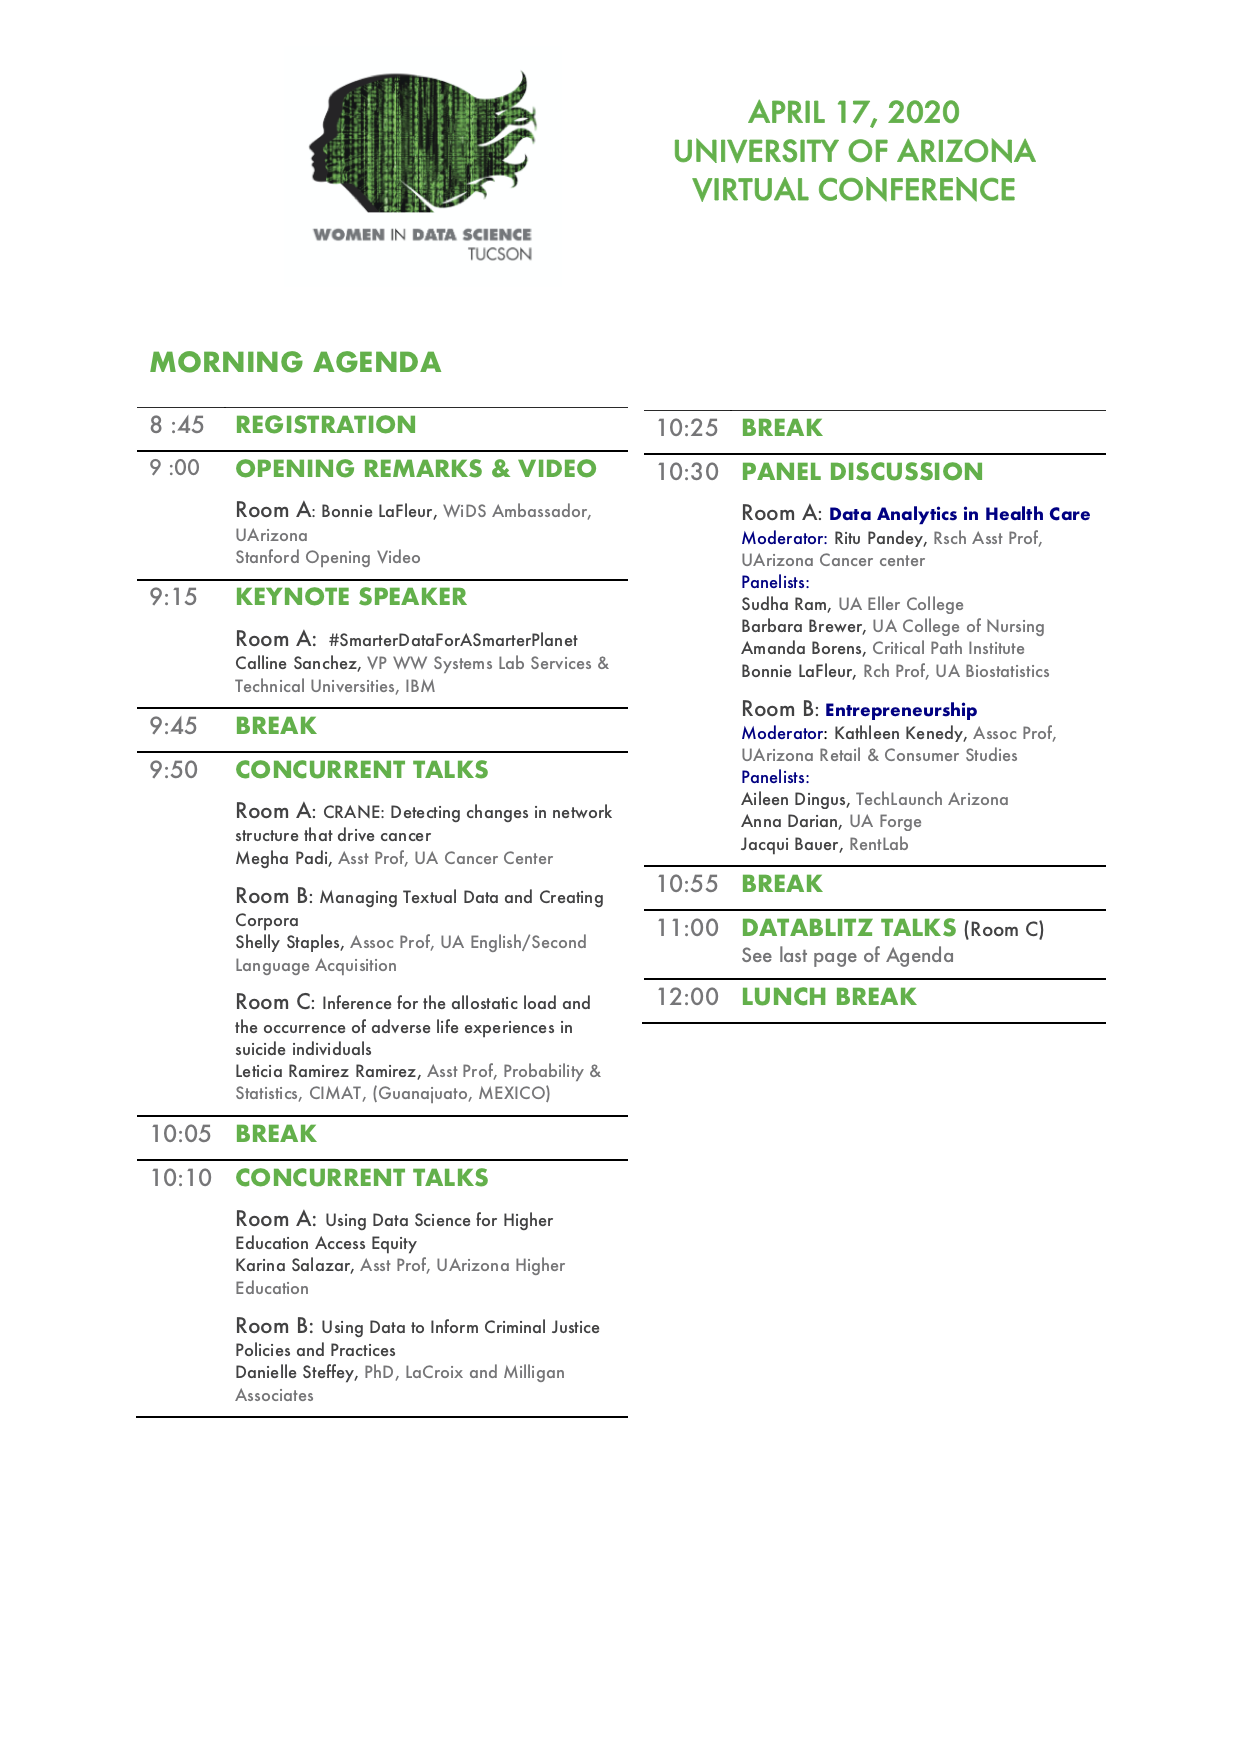 WOMEN IN DATA SCIENCE
TUCSON
APRIL 17, 2020
UNIVERSITY OF ARIZONA
VIRTUAL CONFERENCE
MORNING AGENDA
8 :45 REGISTRATION
9 :00 OPENING REMARKS & VIDEO
Room A: Bonnie LaFleur, WiDS Ambassador,
UArizona
Stanford Opening Video
9:15 KEYNOTE SPEAKER
Room A: #SmarterDataForASmarterPlanet
Calline Sanchez, VP WW Systems Lab Services &
Technical Universities, IBM
9:45 BREAK
9:50 CONCURRENT TALKS
Room A: CRANE: Detecting changes in network
structure that drive cancer
Megha Padi, Asst Prof, UA Cancer Center
Room B: Managing Textual Data and Creating
Corpora
Shelly Staples, Assoc Prof, UA English/Second
Language Acquisition
Room C: Inference for the allostatic load and
the occurrence of adverse life experiences in
suicide individuals
Leticia Ramirez Ramirez, Asst Prof, Probability &
Statistics, CIMAT, (Guanajuato, MEXICO)
10:05 BREAK
10:10 CONCURRENT TALKS
Room A: Using Data Science for Higher
Education Access Equity
Karina Salazar, Asst Prof, UArizona Higher
Education
Room B: Using Data to Inform Criminal Justice
Policies and Practices
Danielle Steffey, PhD, LaCroix and Milligan
Associates
10:25 BREAK
10:30 PANEL DISCUSSION
Room A: Data Analytics in Health Care
Moderator: Ritu Pandey, Rsch Asst Prof,
UArizona Cancer center
Panelists:
Sudha Ram, UA Eller College
Barbara Brewer, UA College of Nursing
Amanda Borens, Critical Path Institute
Bonnie LaFleur, Rch Prof, UA Biostatistics
Room B: Entrepreneurship
Moderator: Kathleen Kenedy, Assoc Prof,
UArizona Retail & Consumer Studies
Panelists:
Aileen Dingus, TechLaunch Arizona
Anna Darian, UA Forge
Jacqui Bauer, RentLab
10:55 BREAK
11:00 DATABLITZ TALKS (Room C)
See last page of Agenda
12:00 LUNCH BREAK